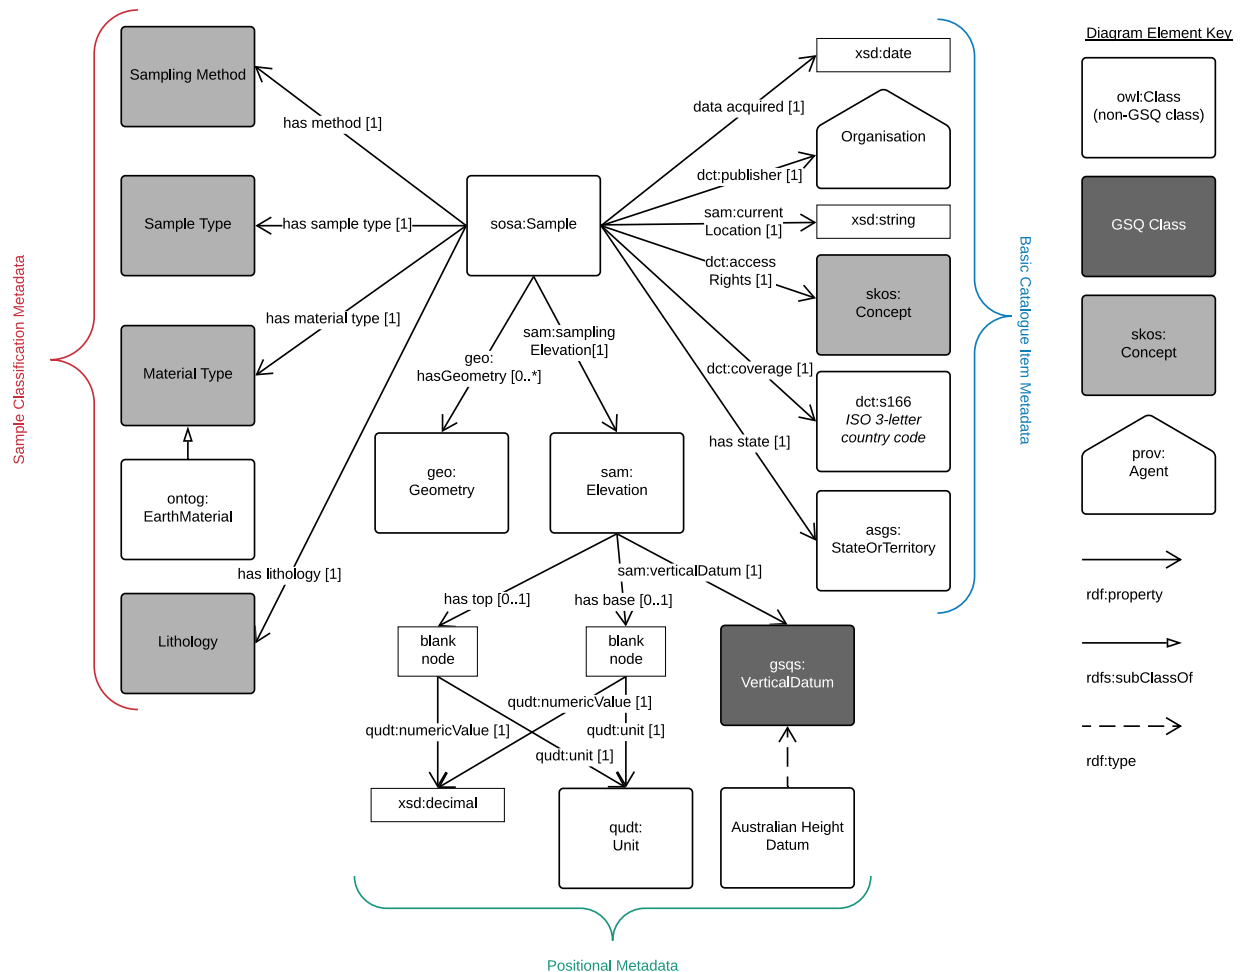 Sample Classification Metadata
Sampling Method
has method [1]
Sample Type
has sample type [1]
has material type [1]
Material Type
ontog:
EarthMaterial
has lithology [1]
Lithology
sosa:Sample
geo:
hasGeometry [0..*]
sam:sampling
Elevation[1]
geo:
Geometry
sam:
Elevation
has top [0..1]
has base [0..1]
sam:verticalDatum [1]
blank
node
blank
node
gsqs:
VerticalDatum
qudt:numericValue [1]
qudt:numericValue [1]
qudt:unit [1]
qudt:unit [1]
xsd:decimal
qudt:
Unit
Australian Height
Datum
Positional Metadata
data acquired [1]
xsd:date
dct:publisher [1]
Organisation
sam:current
Location [1]
xsd:string
dct:access
Rights [1]
skos:
Concept
dct:coverage [1]
dct:s166
ISO 3-letter
country code
has state [1]
asgs:
StateOrTerritory
Basic Catalogue Item Metadata
Diagram Element Key
owl:Class
(non-GSQ class)
GSQ Class
skos:
Concept
prov:
Agent
rdf:property
rdfs:subClassOf
rdf:type